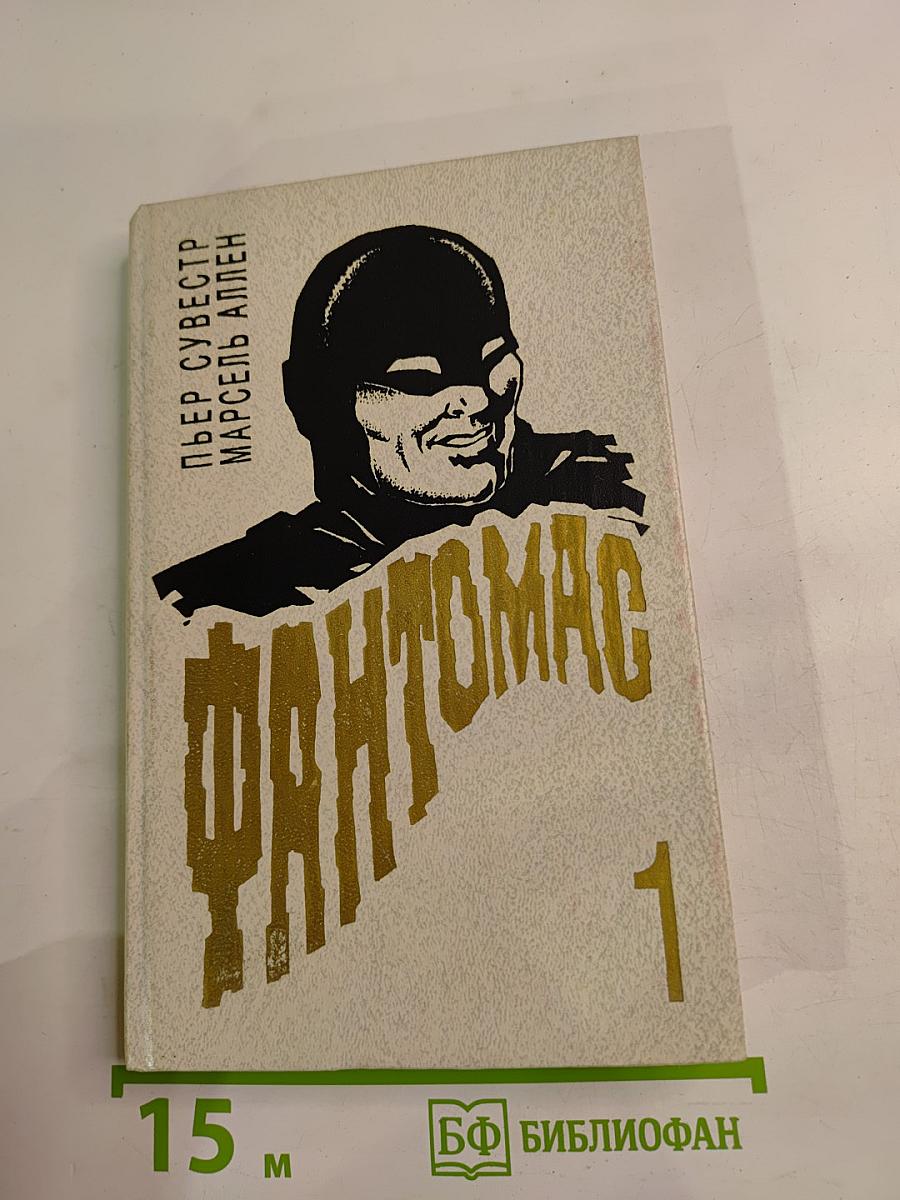 ПЬЕР СУВЕСТР
МАРСЕЛЬ АЛЛЕН
ФАНТОМАС
1
15 м
БФ БИБЛИОФАН